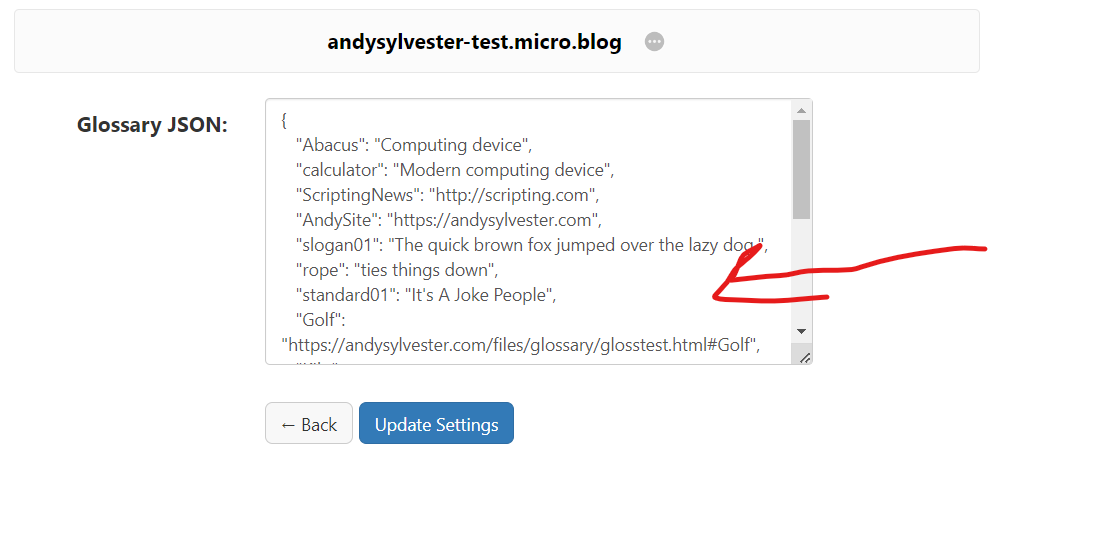 andysylvester-test.micro.blog
Glossary JSON:
{
"Abacus": "Computing device",
"calculator": "Modern computing device",
"ScriptingNews": "http://scripting.com",
"AndySite": "https://andysylvester.com",
"slogan01": "The quick brown fox jumped over the lazy dog.",
"rope": "ties things down",
"standard01": "It's A Joke People",
"Golf":
"https://andysylvester.com/files/glossary/glosstest.html#Golf",
← Back
Update Settings